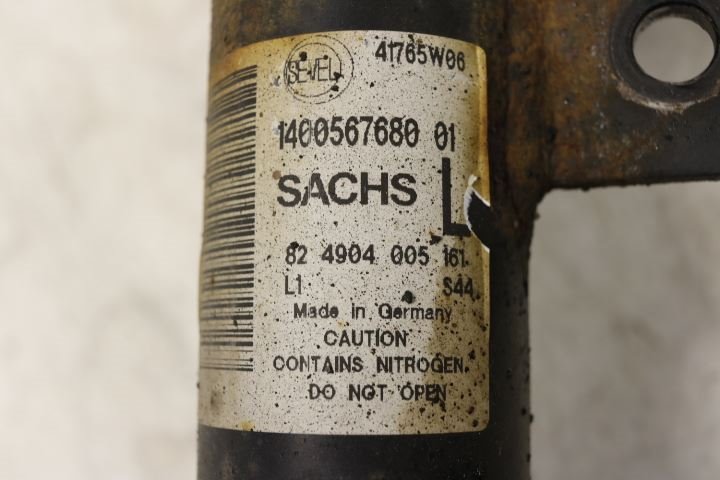 SEVEL 41765W06
1400567680 01
SACHS L
82 4904 005 161
L1 S44
Made in Germany
CAUTION
CONTAINS NITROGEN.
DO NOT OPEN